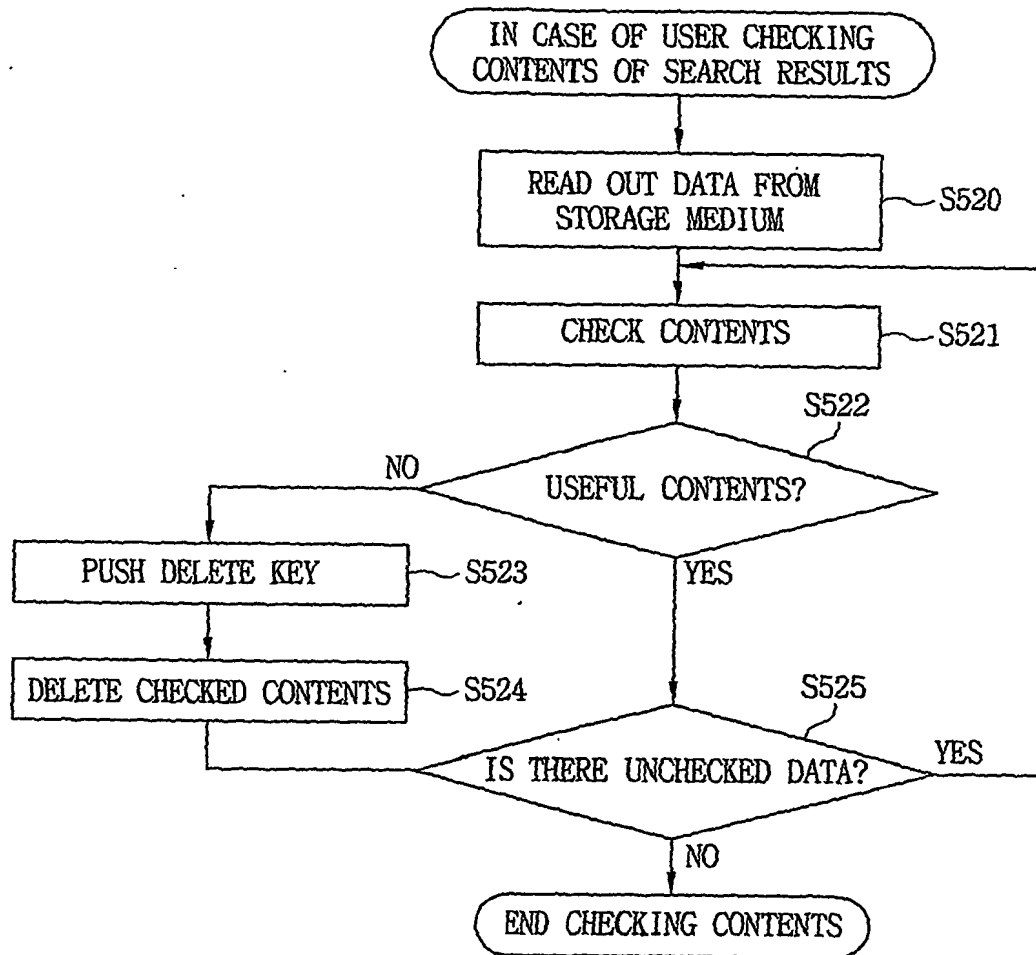 IN CASE OF USER CHECKING
CONTENTS OF SEARCH RESULTS
READ OUT DATA FROM
STORAGE MEDIUM
S520
CHECK CONTENTS
S521
S522
NO
USEFUL CONTENTS?
PUSH DELETE KEY
S523
YES
DELETE CHECKED CONTENTS
S524
S525
IS THERE UNCHECKED DATA?
YES
NO
END CHECKING CONTENTS